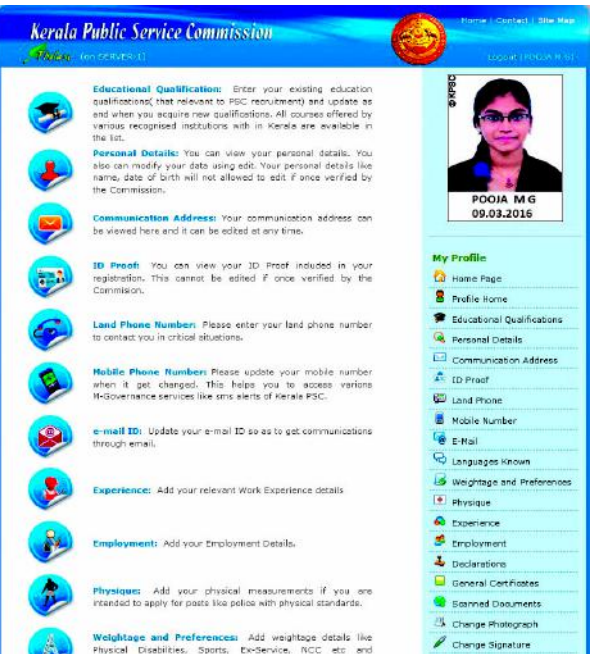 Kerala Public Service Commission
Home | Contact | Site Map
(on SERVER-1)
© KPSC
POOJA M G
09.03.2016
Educational Qualification: Enter your existing education
qualifications( that relevant to PSC recruitment) and update as
and when you acquire new qualifications. All courses offered by
various recognised institutions with in Kerala are available in
the list.
Personal Details: You can view your personal details. You
also can modify your data using edit. Your personal details like
name, date of birth will not allowed to edit if once verified by
the Commission.
Communication Address: Your communication address can
be viewed here and it can be edited at any time.
ID Proof: You can view your ID Proof included in your
registration. This cannot be edited if once verified by the
Commision.
Land Phone Number: Please enter your land phone number
to contact you in critical situations.
Mobile Phone Number: Please update your mobile number
when it get changed. This helps you to access varions
M-Governance services like sms alerts of Kerala PSC.
e-mail ID: Update your e-mail ID so as to get communications
through email.
Experience: Add your relevant Work Experience details
Employment: Add your Employment Details.
Physique: Add your physical measurements if you are
intended to apply for posts like police with physical standards.
Weightage and Preferences: Add weightage details like
Physical Disabilities, Sports, Ex-Service, NCC etc and
My Profile
Home Page
Profile Home
Educational Qualifications
Personal Details
Communication Address
ID Proof
Land Phone
Mobile Number
E-Mail
Languages Known
Weightage and Preferences
Physique
Experience
Employment
Declarations
General Certificates
Scanned Documents
Change Photograph
Change Signature